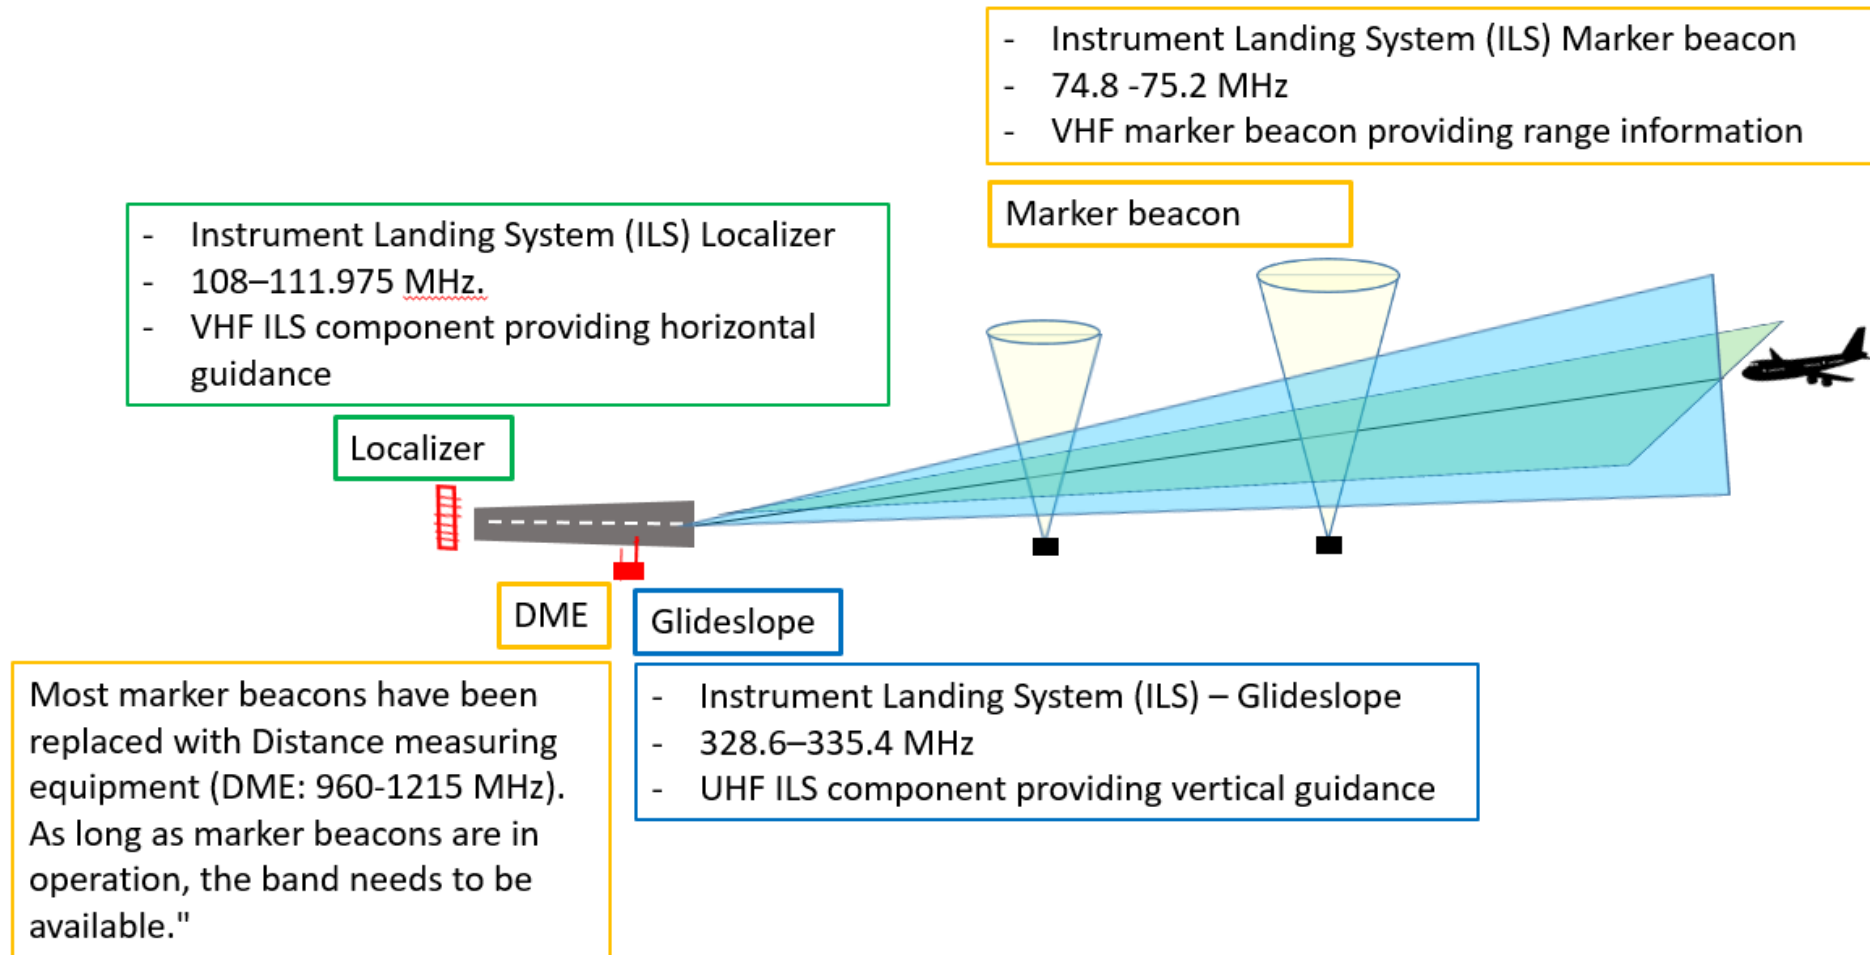 - Instrument Landing System (ILS) Marker beacon
- 74.8 -75.2 MHz
- VHF marker beacon providing range information
Marker beacon
- Instrument Landing System (ILS) Localizer
- 108–111.975 MHz.
- VHF ILS component providing horizontal
guidance
Localizer
DME
Glideslope
Most marker beacons have been
replaced with Distance measuring
equipment (DME: 960-1215 MHz).
As long as marker beacons are in
operation, the band needs to be
available."
- Instrument Landing System (ILS) – Glideslope
- 328.6–335.4 MHz
- UHF ILS component providing vertical guidance